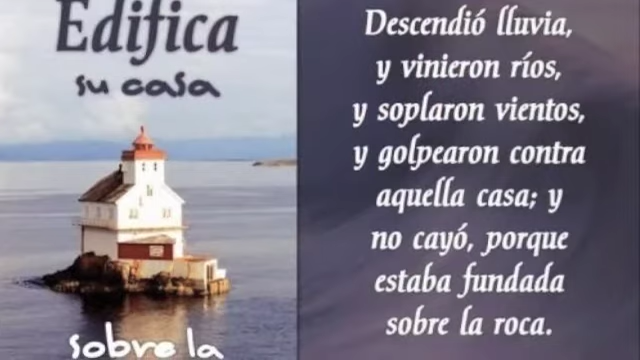 Edifica
su casa
sobre la
Descendió lluvia,
y vinieron ríos,
y soplaron vientos,
y golpearon contra
aquella casa; y
no cayó, porque
estaba fundada
sobre la roca.